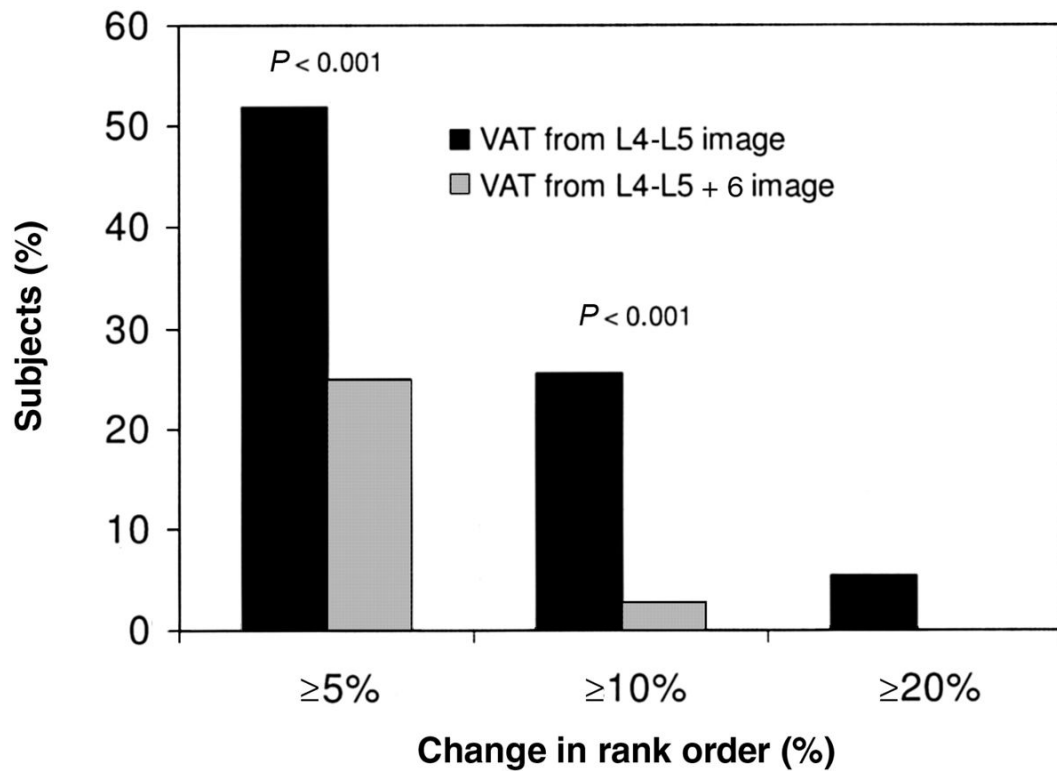 60
50
40
30
20
10
0
Subjects (%)
P < 0.001
VAT from L4-L5 image
VAT from L4-L5 + 6 image
P < 0.001
≥5%
≥10%
≥20%
Change in rank order (%)